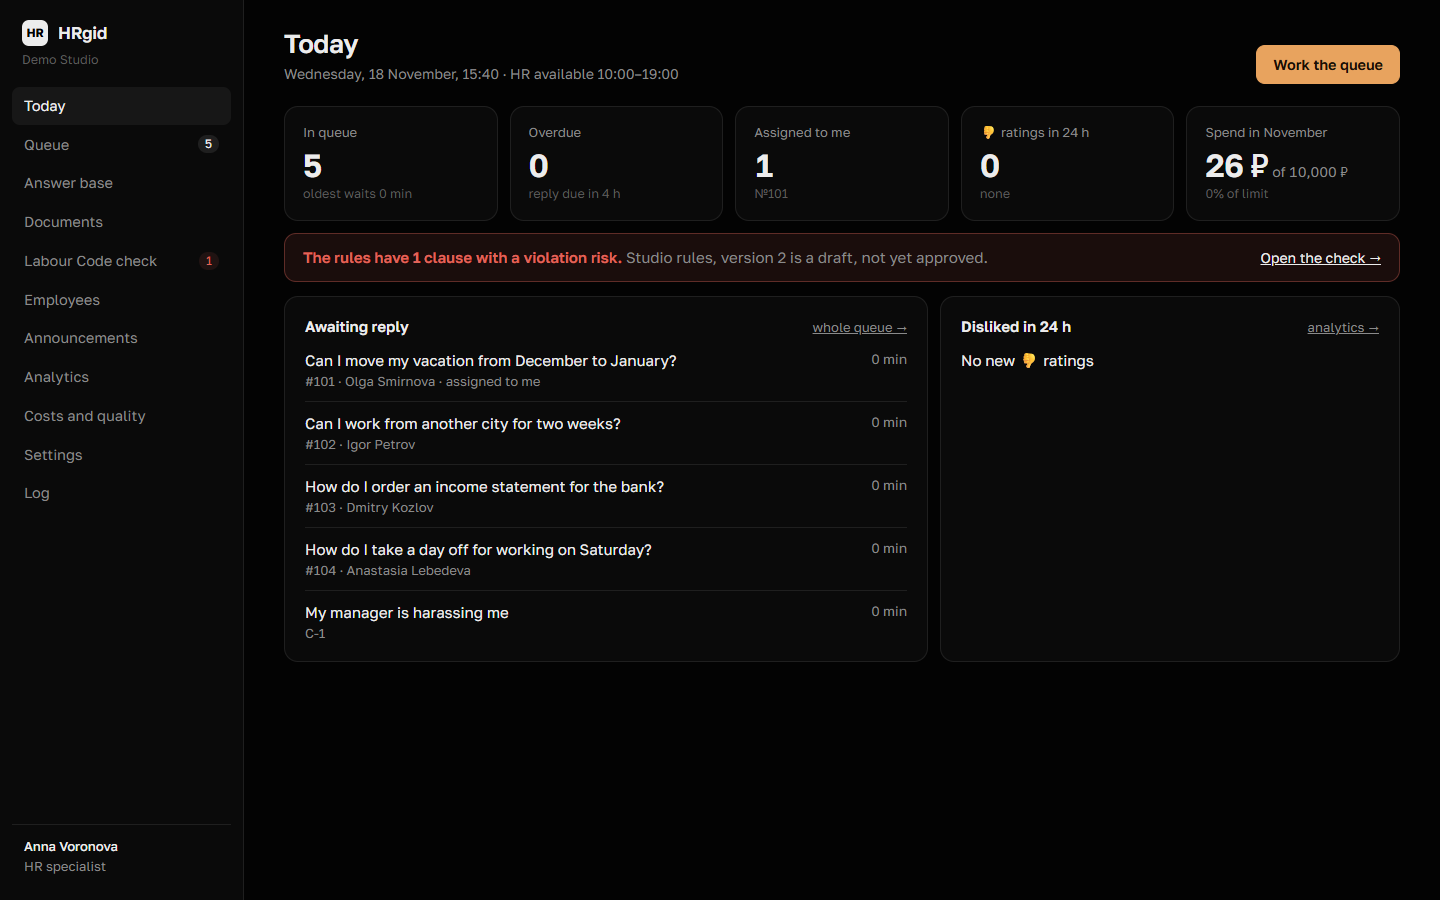 HR HRgid
Demo Studio
Today
Queue 5
Answer base
Documents
Labour Code check 1
Employees
Announcements
Analytics
Costs and quality
Settings
Log
Anna Voronova
HR specialist
Today
Wednesday, 18 November, 15:40 · HR available 10:00–19:00
Work the queue
In queue
5
oldest waits 0 min
Overdue
0
reply due in 4 h
Assigned to me
1
№101
👎 ratings in 24 h
0
none
Spend in November
26 ₽ of 10,000 ₽
0% of limit
The rules have 1 clause with a violation risk. Studio rules, version 2 is a draft, not yet approved.
Open the check →
Awaiting reply
whole queue →
Can I move my vacation from December to January? 0 min
#101 · Olga Smirnova · assigned to me
Can I work from another city for two weeks? 0 min
#102 · Igor Petrov
How do I order an income statement for the bank? 0 min
#103 · Dmitry Kozlov
How do I take a day off for working on Saturday? 0 min
#104 · Anastasia Lebedeva
My manager is harassing me 0 min
C-1
Disliked in 24 h
analytics →
No new 👎 ratings